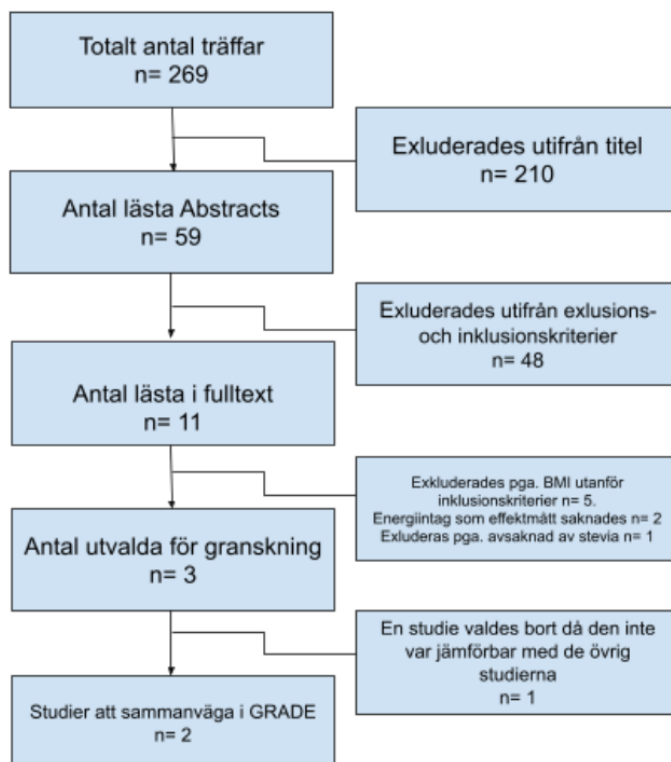 Totalt antal träffar
n= 269
Exluderades utifrån titel
n= 210
Antal lästa Abstracts
n= 59
Exluderades utifrån exlusions-
och inklusionskriterier
n= 48
Antal lästa i fulltext
n= 11
Exkluderades pga. BMI utanför
inklusionskriterier n= 5.
Energiintag som effektmått saknades n= 2
Exluderas pga. avsaknad av stevia n= 1
Antal utvalda för granskning
n= 3
En studie valdes bort då den inte
var jämförbar med de övrig
studierna
n= 1
Studier att sammanväga i GRADE
n= 2